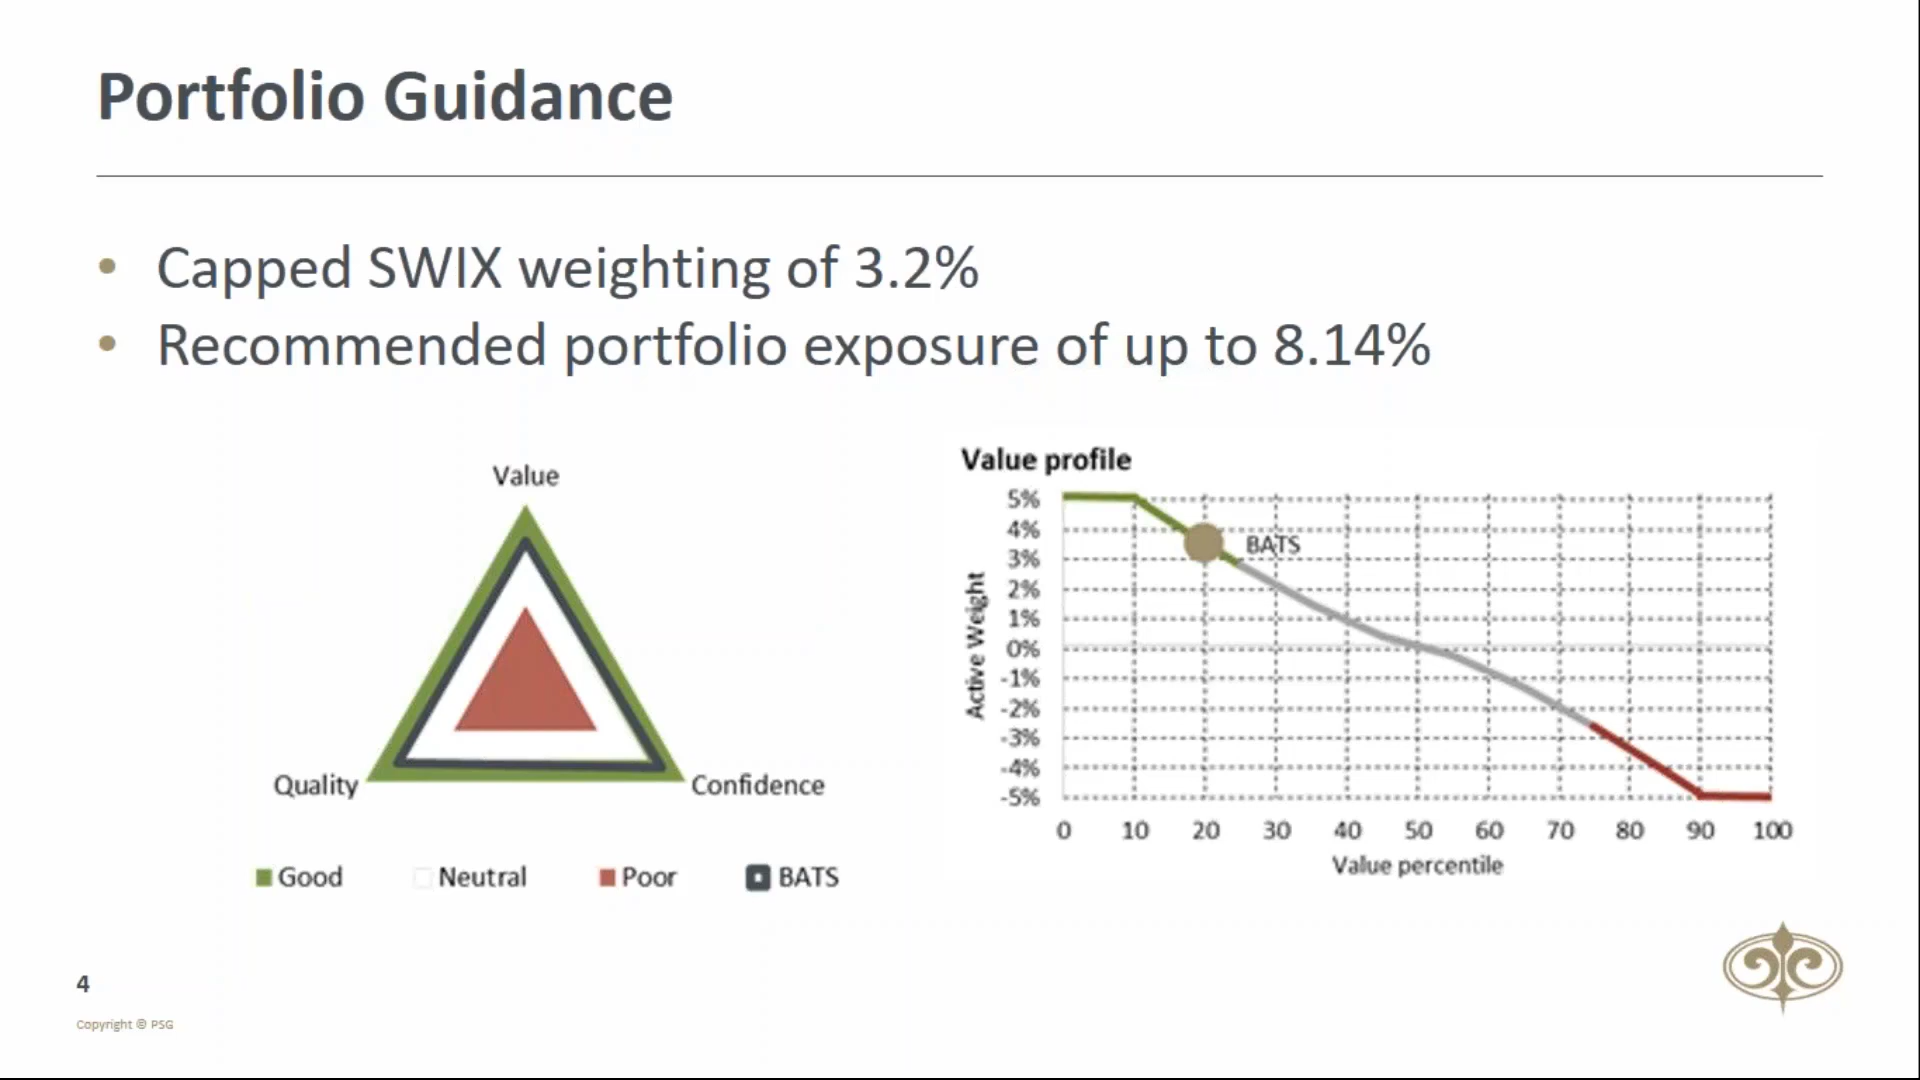 Portfolio Guidance
• Capped SWIX weighting of 3.2%
• Recommended portfolio exposure of up to 8.14%
Value
Quality
Confidence
Good
Neutral
Poor
BATS
Value profile
5%
4%
3%
2%
1%
0%
-1%
-2%
-3%
-4%
-5%
Active Weight
BATS
0 10 20 30 40 50 60 70 80 90 100
Value percentile
4
Copyright © PSG